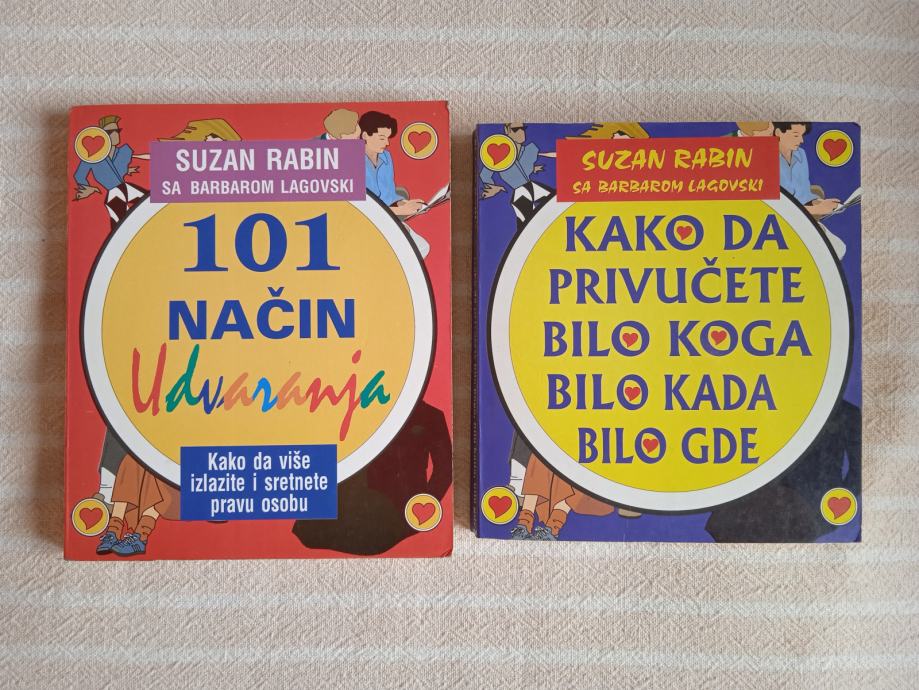 SUZAN RABIN
SA BARBAROM LAGOVSKI
101
NAČIN
Udvaranja
Kako da više
izlazite i sretnete
pravu osobu
SUZAN RABIN
SA BARBAROM LAGOVSKI
KAKO DA
PRIVUČETE
BILO KOGA
BILO KADA
BILO GDE